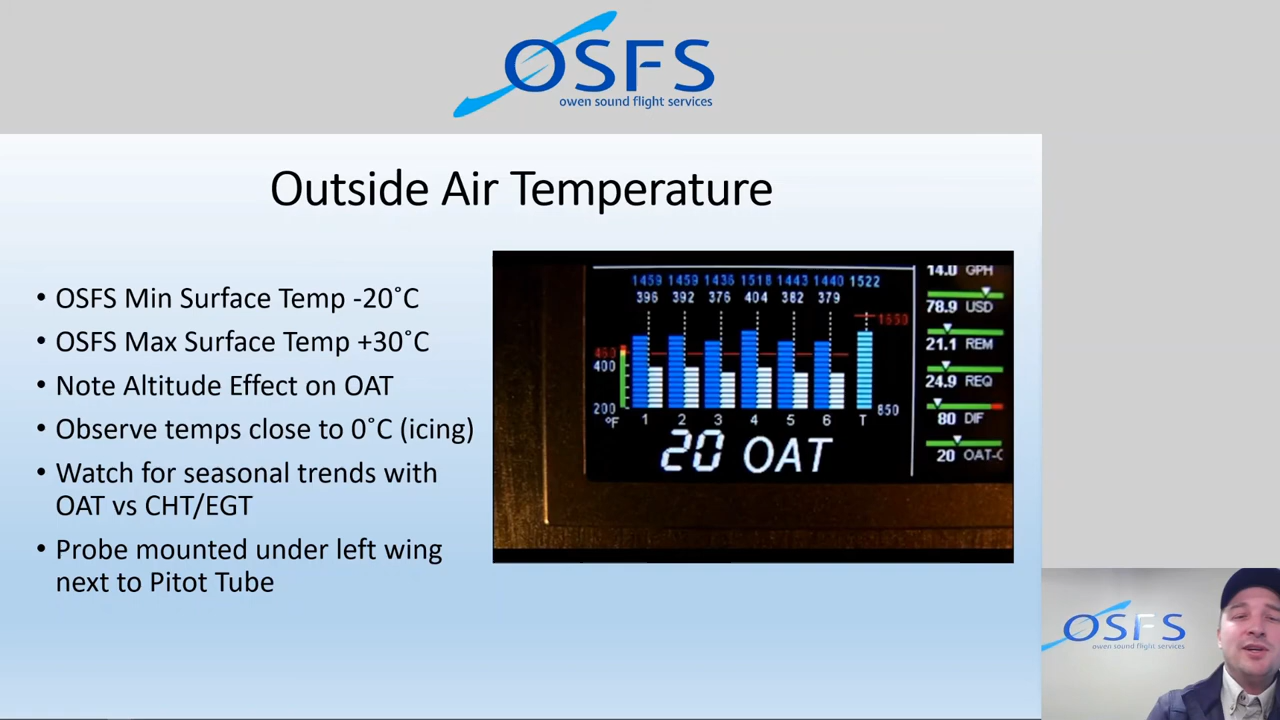 OSFS
owen sound flight services
Outside Air Temperature
• OSFS Min Surface Temp -20˚C
• OSFS Max Surface Temp +30˚C
• Note Altitude Effect on OAT
• Observe temps close to 0˚C (icing)
• Watch for seasonal trends with
OAT vs CHT/EGT
• Probe mounted under left wing
next to Pitot Tube
1459 1459 1436 1518 1443 1440 1522
396 392 376 404 382 379
1650
460
400
200
850
°F 1 2 3 4 5 6 T
20 OAT
14.0 GPH
78.9 USD
21.1 REM
24.9 REQ
80 DIF
20 OAT-C
OSFS
owen sound flight services